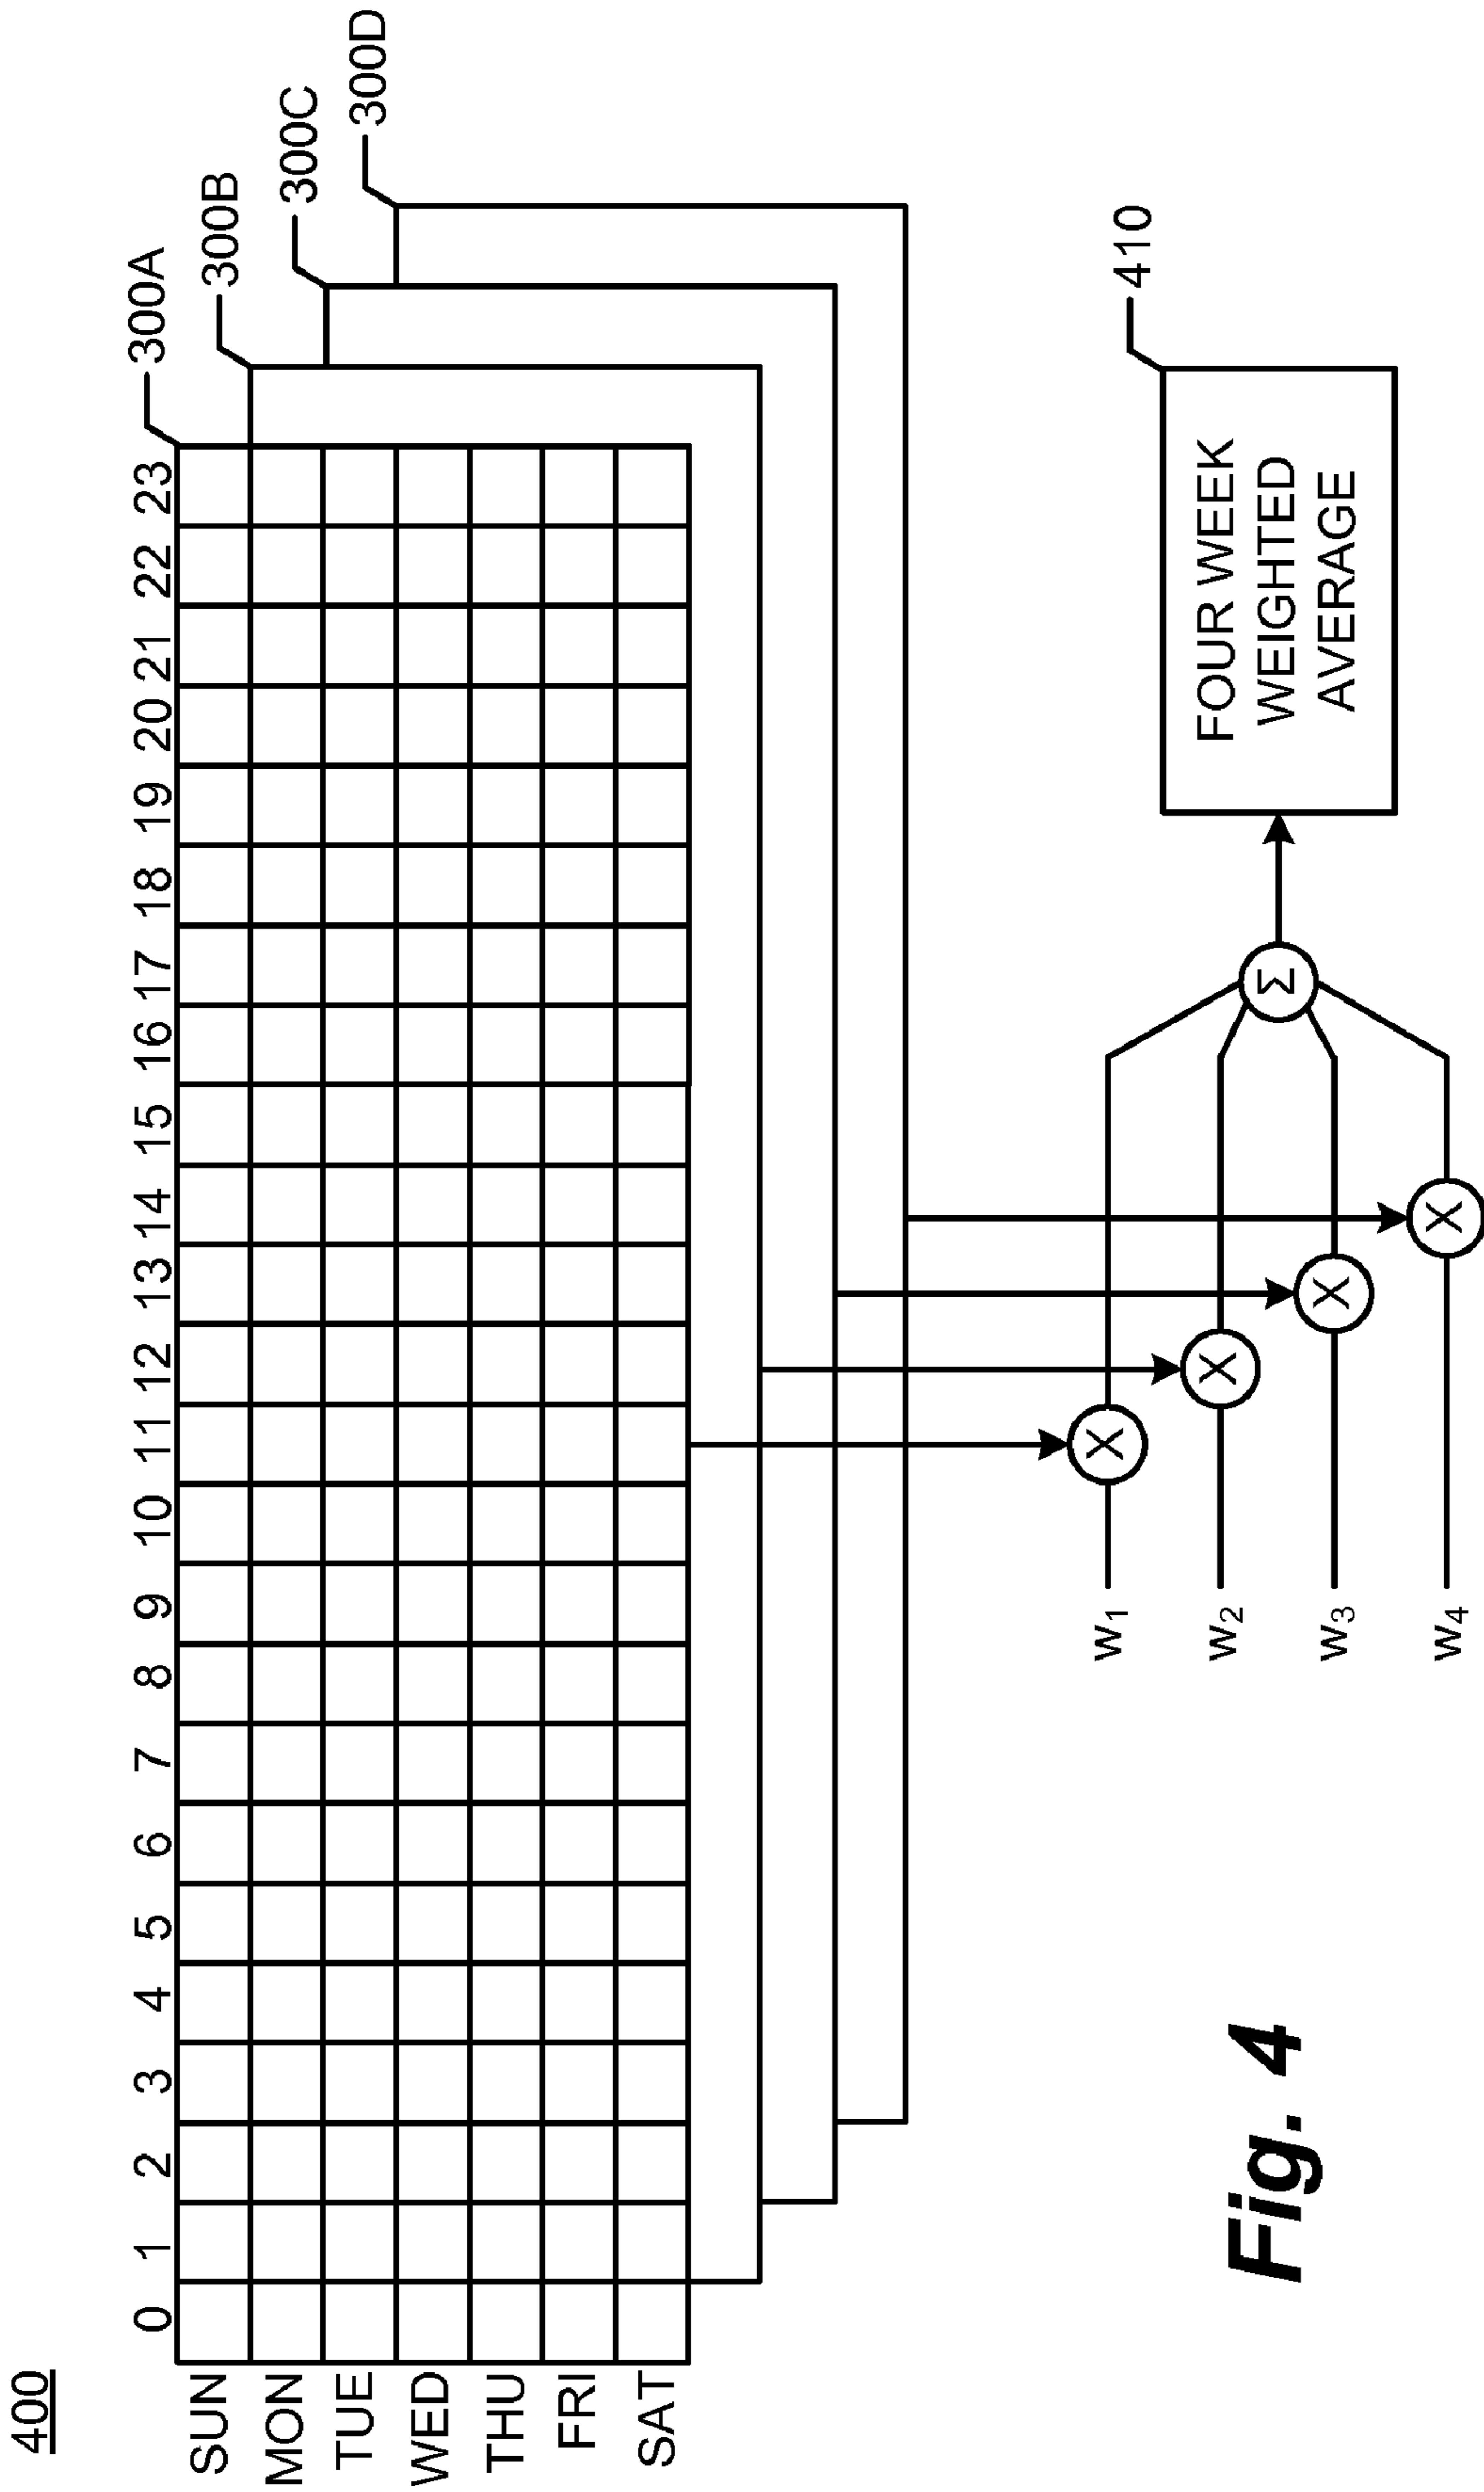 400
0 1 2 3 4 5 6 7 8 9 10 11 12 13 14 15 16 17 18 19 20 21 22 23
300A
300B
300C
300D
SUN
MON
TUE
WED
THU
FRI
SAT
w1
w2
w3
w4
X
X
X
X
Σ
410
FOUR WEEK
WEIGHTED
AVERAGE
Fig. 4